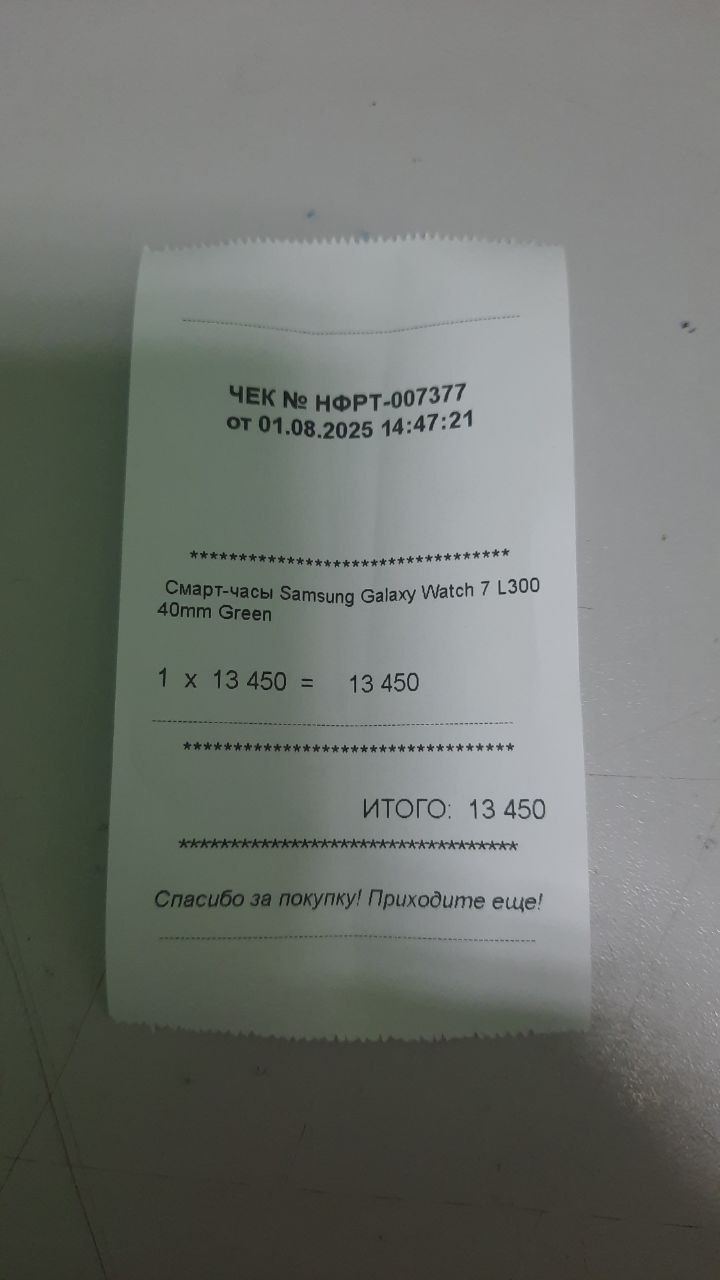 ЧЕК № НФРТ-007377
от 01.08.2025 14:47:21
*********************************
Смарт-часы Samsung Galaxy Watch 7 L300
40mm Green
1 x 13 450 = 13 450
*********************************
ИТОГО: 13 450
*********************************
Спасибо за покупку! Приходите еще!